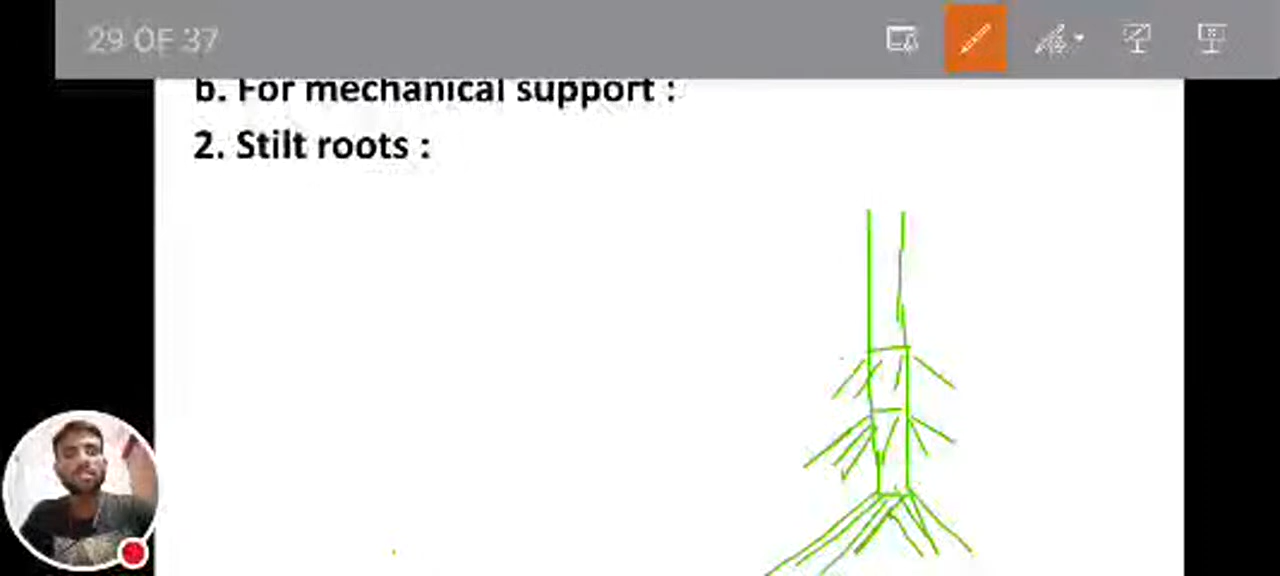 29 OF 37
b. For mechanical support :
2. Stilt roots :